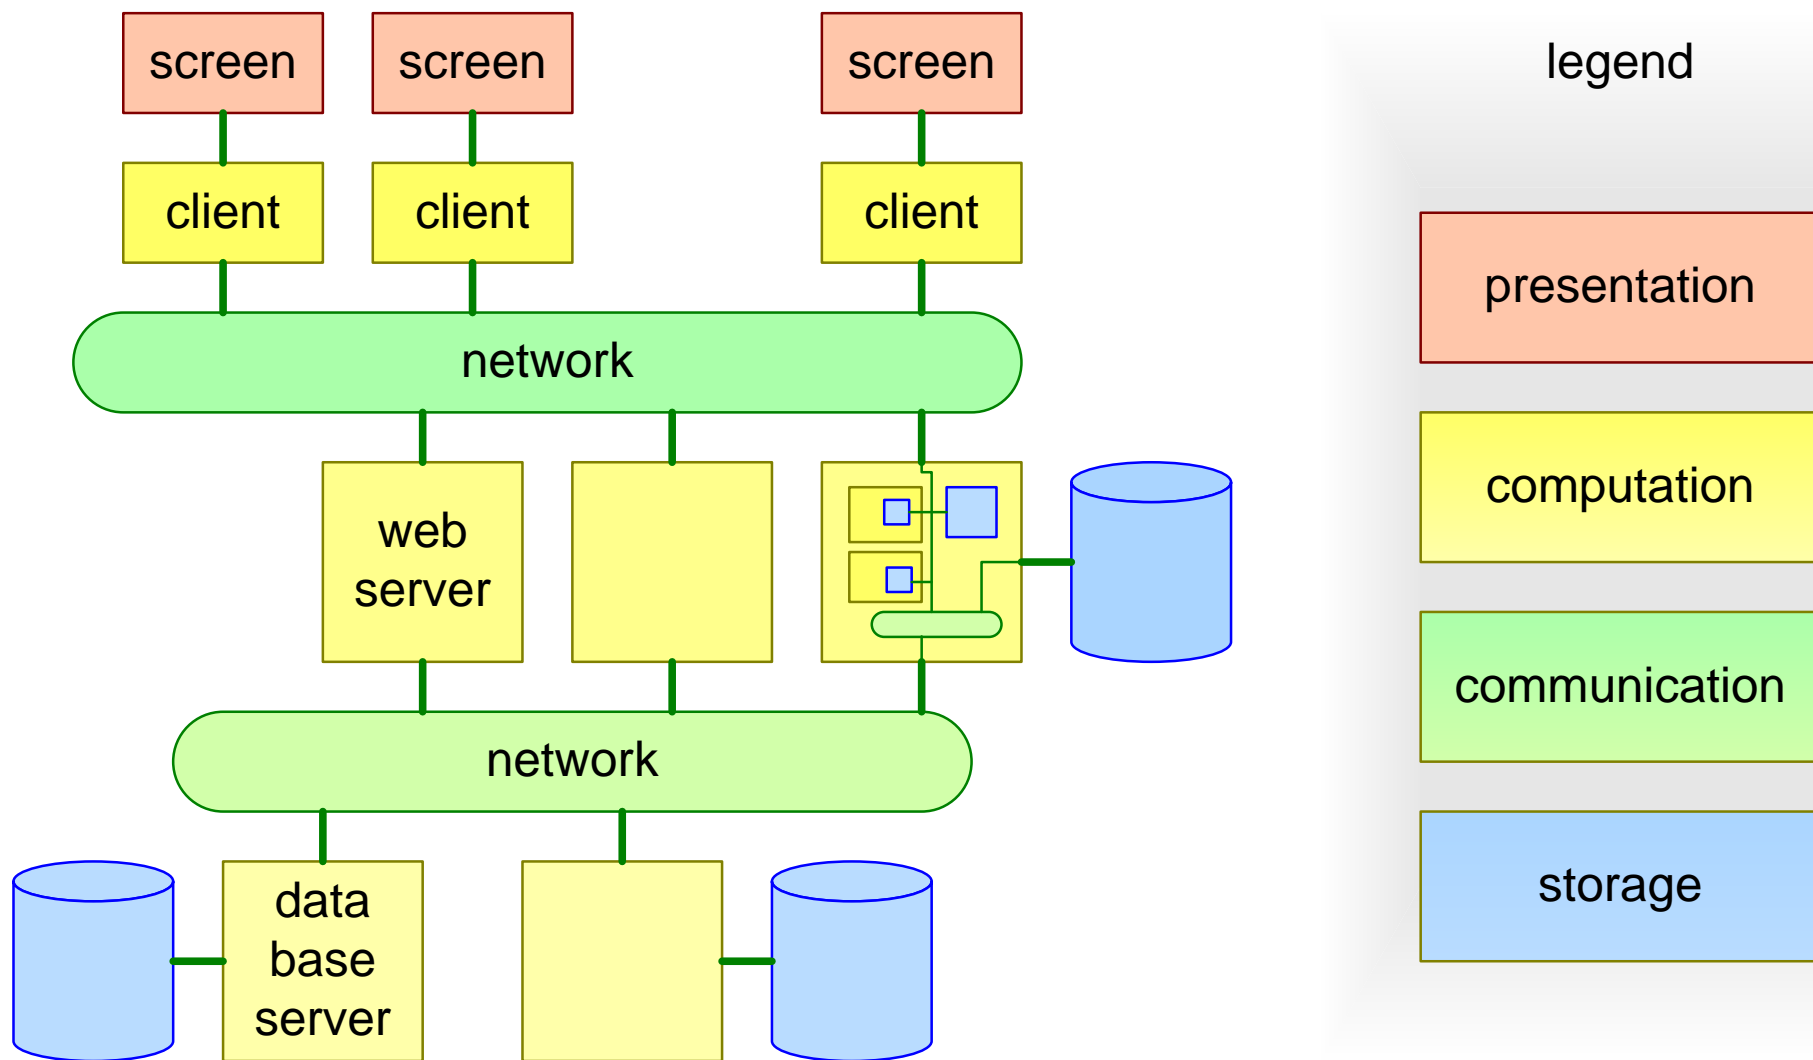 screen
screen
screen
legend
client
client
client
presentation
network
computation
web
server
communication
network
storage
data
base
server